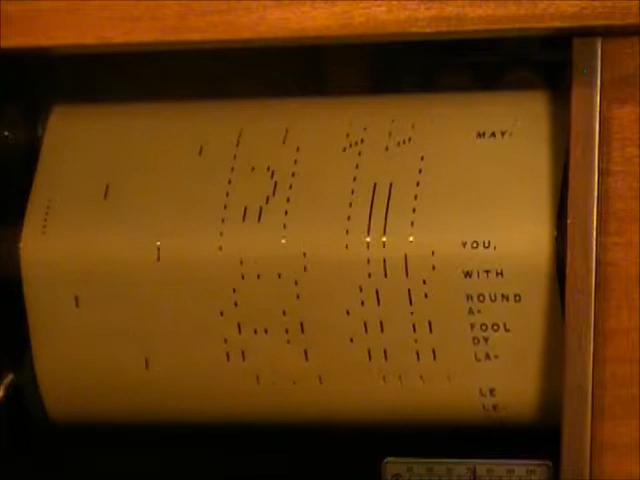 MAY-
YOU,
WITH
ROUND
A-
FOOL
DY
LA-
LE
LE-